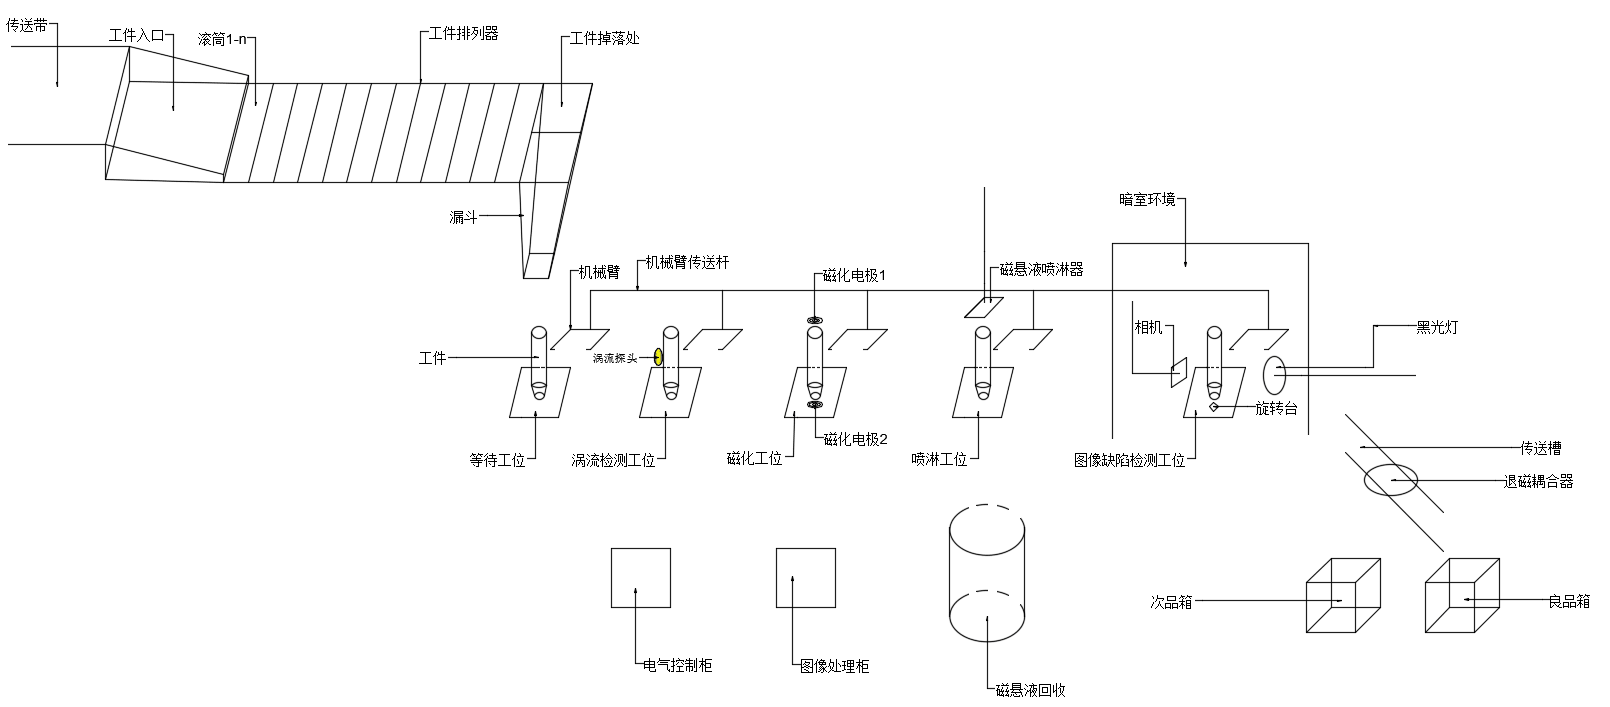 传送带
工件入口
滚筒1-n
工件排列器
工件掉落处
漏斗
机械臂
机械臂传送杆
磁化电极1
磁悬液喷淋器
暗室环境
相机
黑光灯
工件
涡流探头
旋转台
等待工位
涡流检测工位
磁化工位
磁化电极2
喷淋工位
图像缺陷检测工位
传送槽
退磁耦合器
次品箱
良品箱
电气控制柜
图像处理柜
磁悬液回收